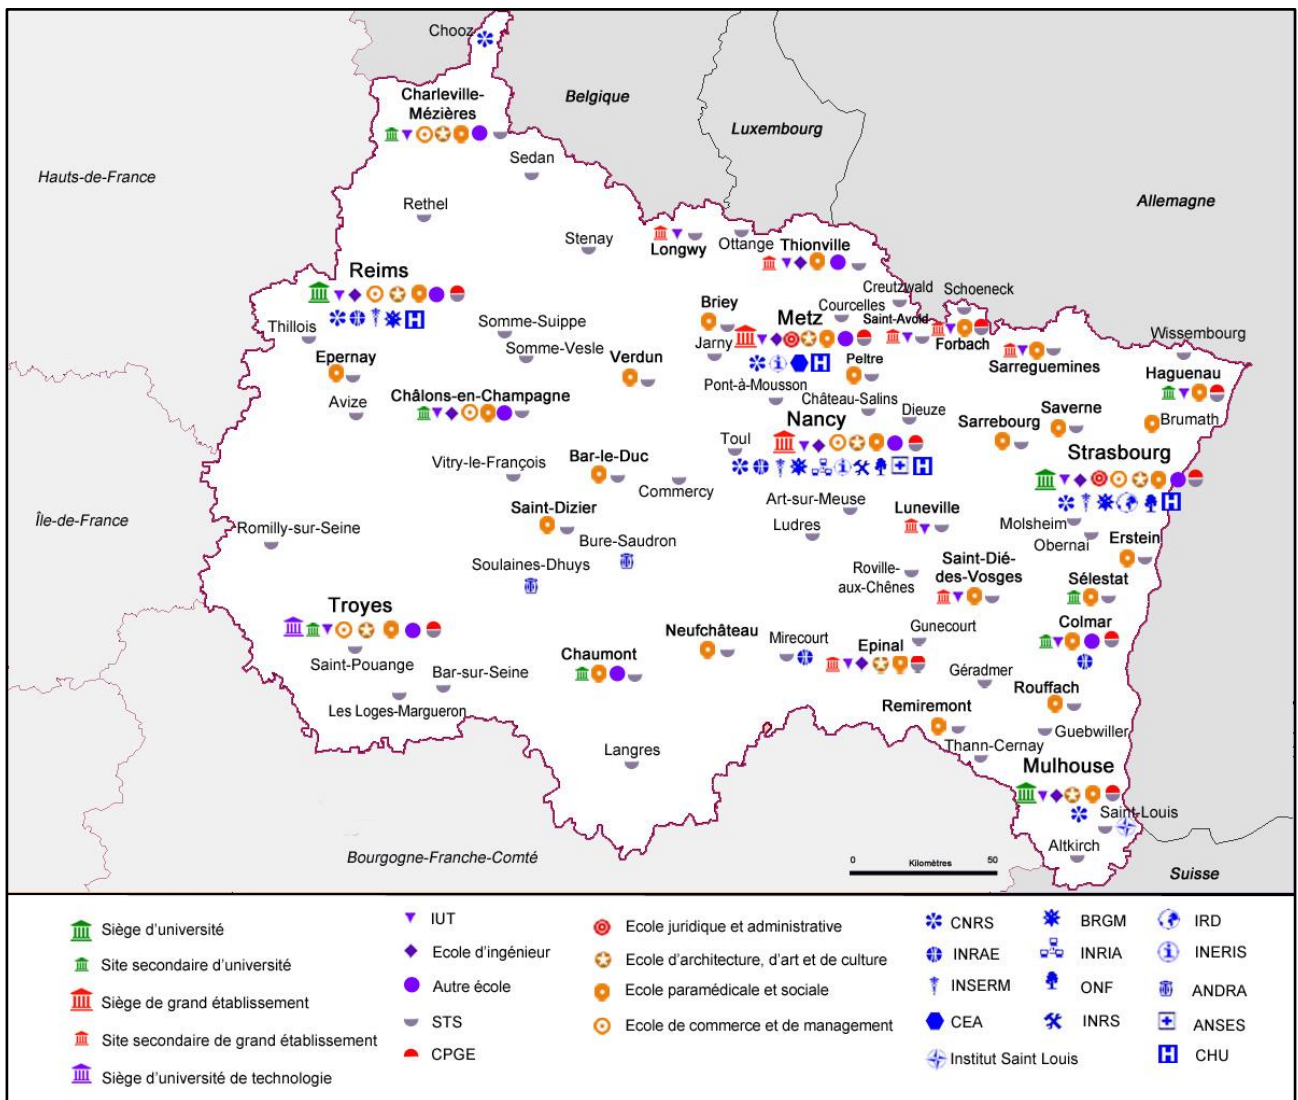 Chooz
Charleville-
Mézières
Belgique
Luxembourg
Hauts-de-France
Sedan
Allemagne
Rethel
Stenay
Longwy
Ottange
Thionville
Reims
Creutzwald
Schoeneck
Briey
Courcelles
Metz
Saint-Avold
Forbach
Thillois
Somme-Suippe
Somme-Vesle
Jarny
Wissembourg
Epernay
Verdun
Peltre
Sarreguemines
Haguenau
Pont-à-Mousson
Avize
Châlons-en-Champagne
Château-Salins
Dieuze
Sarrebourg
Saverne
Brumath
Nancy
Toul
Strasbourg
Vitry-le-François
Bar-le-Duc
Commercy
Art-sur-Meuse
Luneville
Île-de-France
Romilly-sur-Seine
Saint-Dizier
Ludres
Molsheim
Obernai
Erstein
Bure-Saudron
Soulaines-Dhuys
Roville-
aux-Chênes
Saint-Dié-
des-Vosges
Sélestat
Troyes
Colmar
Neufchâteau
Mirecourt
Gunecourt
Epinal
Saint-Pouange
Chaumont
Bar-sur-Seine
Géradmer
Rouffach
Les Loges-Margueron
Remiremont
Guebwiller
Langres
Thann-Cernay
Mulhouse
Saint-Louis
Altkirch
Bourgogne-Franche-Comté
0 Kilomètres 50
Suisse
Siège d'université
Site secondaire d'université
Siège de grand établissement
Site secondaire de grand établissement
Siège d'université de technologie
IUT
Ecole d'ingénieur
Autre école
STS
CPGE
Ecole juridique et administrative
Ecole d'architecture, d'art et de culture
Ecole paramédicale et sociale
Ecole de commerce et de management
CNRS
INRAE
INSERM
CEA
Institut Saint Louis
BRGM
INRIA
ONF
INRS
IRD
INERIS
ANDRA
ANSES
CHU